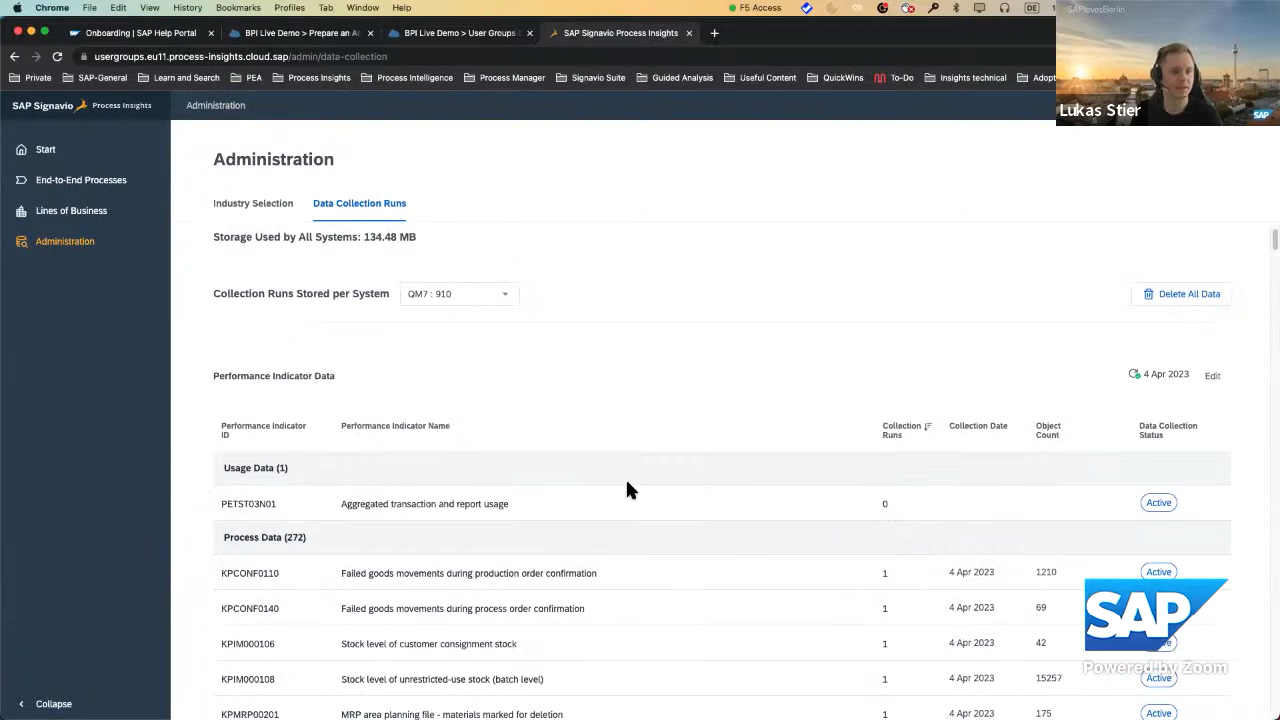 Chrome File Edit View History Bookmarks Profiles Tab Window Help
F5 Access
DE
Onboarding | SAP Help Portal
BPI Live Demo > Prepare an Ac
BPI Live Demo > User Groups
SAP Signavio Process Insights
usergroups.eu11.process-insights.cloud.sap/admin/data-collection
Private
SAP-General
Learn and Search
PEA
Process Insights
Process Intelligence
Process Manager
Signavio Suite
Guided Analysis
Useful Content
QuickWins
To-Do
Insights technical
Adopt
SAPlovesBerlin
Lukas Stier
SAP
SAP Signavio Process Insights
Administration
Start
End-to-End Processes
Lines of Business
Administration
Collapse
Administration
Industry Selection Data Collection Runs
Storage Used by All Systems: 134.48 MB
Collection Runs Stored per System QM7 : 910 Delete All Data
Performance Indicator Data 4 Apr 2023 Edit
Performance Indicator ID Performance Indicator Name Collection Runs Collection Date Object Count Data Collection Status
Usage Data (1)
PETST03N01 Aggregated transaction and report usage 0 Active
Process Data (272)
KPCONF0110 Failed goods movements during production order confirmation 1 4 Apr 2023 1210 Active
KPCONF0140 Failed goods movements during process order confirmation 1 4 Apr 2023 69
KPIM000106 Stock level of customer consignment stock 1 4 Apr 2023 42
KPIM000108 Stock level of unrestricted-use stock (batch level) 1 4 Apr 2023 15257 Active
KPMRP00201 MRP area planning file - materials marked for deletion 1 4 Apr 2023 175 Active
SAP
Powered by Zoom